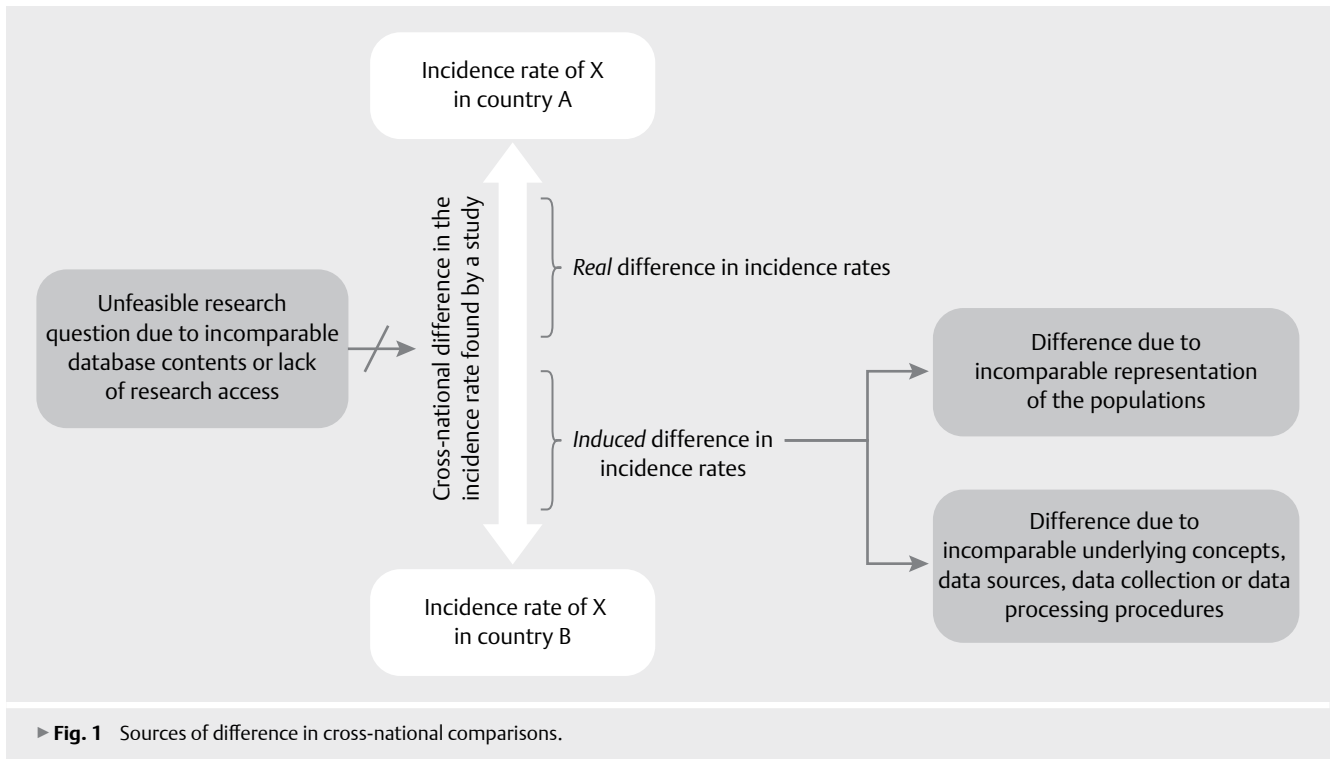 Incidence rate of X
in country A
Cross-national difference in the
incidence rate found by a study
Real difference in incidence rates
Unfeasible research
question due to incomparable
database contents or lack
of research access
Induced difference in
incidence rates
Difference due to
incomparable representation
of the populations
Difference due to
incomparable underlying concepts,
data sources, data collection or data
processing procedures
Incidence rate of X
in country B
►Fig. 1 Sources of difference in cross-national comparisons.